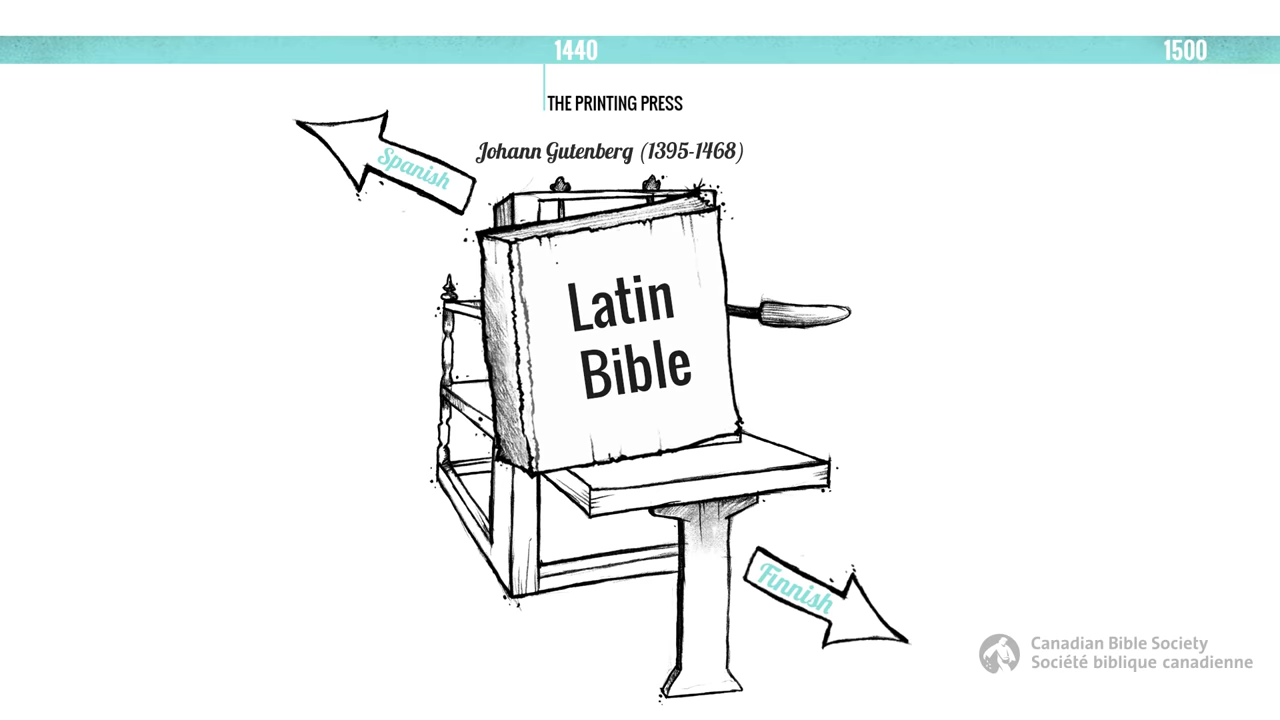 1440
1500
THE PRINTING PRESS
Johann Gutenberg (1395-1468)
Spanish
Latin
Bible
Finnish
Canadian Bible Society
Société biblique canadienne